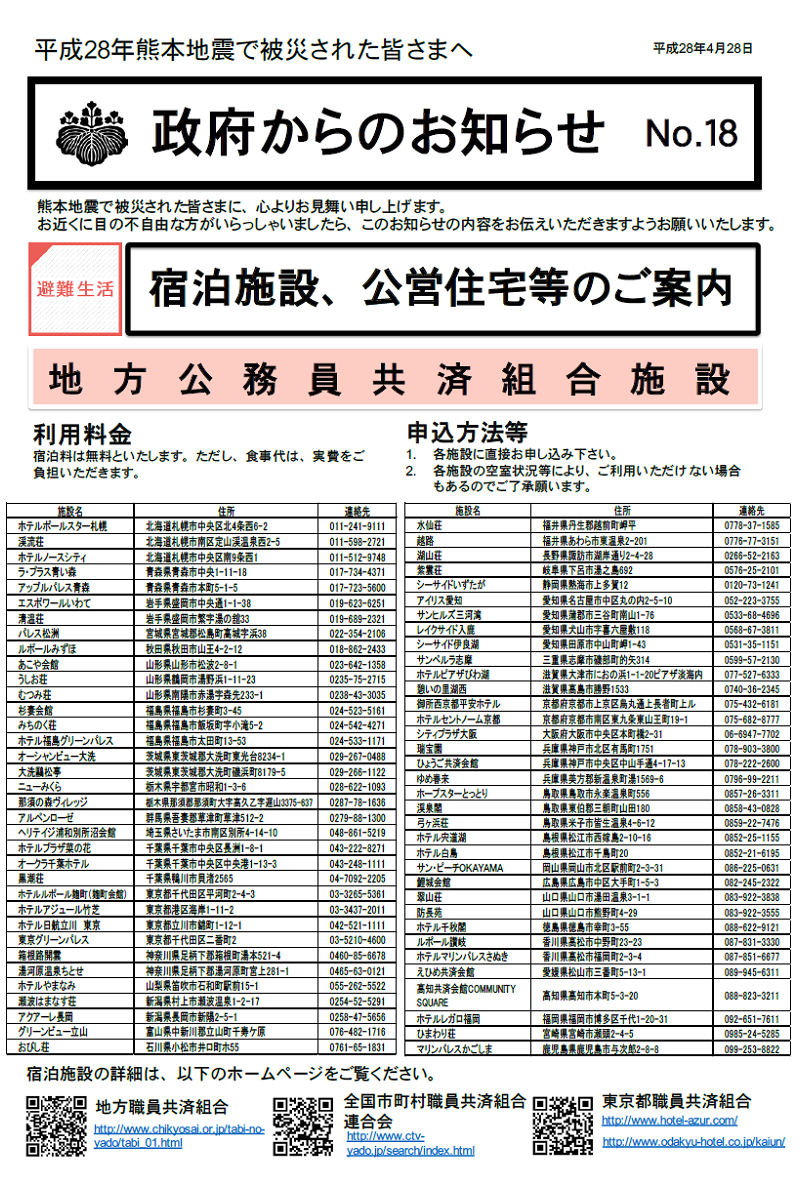 平成28年熊本地震で被災された皆さまへ
平成28年4月28日
政府からのお知らせ No.18
熊本地震で被災された皆さまに、心よりお見舞い申し上げます。
お近くに目の不自由な方がいらっしゃいましたら、このお知らせの内容をお伝えいただきますようお願いいたします。
避難生活
宿泊施設、公営住宅等のご案内
地方公務員共済組合施設
利用料金
宿泊料は無料といたします。ただし、食事代は、実費をご
負担いただきます。
申込方法等
1. 各施設に直接お申し込み下さい。
2. 各施設の空室状況等により、ご利用いただけない場合
もあるのでご了承願います。
施設名 住所 連絡先
ホテルポールスター札幌 北海道札幌市中央区北4条西6-2 011-241-9111
渓流荘 北海道札幌市南区定山渓温泉西2-5 011-598-2721
ホテルノースシティ 北海道札幌市中央区南9条西1 011-512-9748
ラ・プラス青い森 青森県青森市中央1-11-18 017-734-4371
アップルパレス青森 青森県青森市本町5-1-5 017-723-5600
エスポワールいわて 岩手県盛岡市中央通1-1-38 019-623-6251
清温荘 岩手県盛岡市繋字湯の舘33 019-689-2321
パレス松洲 宮城県宮城郡松島町高城字浜38 022-354-2106
ルポールみずほ 秋田県秋田市山王4-2-12 018-862-2433
あこや会館 山形県山形市松波2-8-1 023-642-1358
うしお荘 山形県鶴岡市湯野浜1-11-23 0235-75-2715
むつみ荘 山形県南陽市赤湯字森先233-1 0238-43-3035
杉妻会館 福島県福島市杉妻町3-45 024-523-5161
みちのく荘 福島県福島市飯坂町字小滝5-2 024-542-4271
ホテル福島グリーンパレス 福島県福島市太田町13-53 024-533-1171
オーシャンビュー大洗 茨城県東茨城郡大洗町東光台8234-1 029-267-0488
大洗鷗松亭 茨城県東茨城郡大洗町磯浜町8179-5 029-266-1122
ニューみくら 栃木県宇都宮市昭和1-3-6 028-622-1093
那須の森ヴィレッジ 栃木県那須郡那須町大字高久乙字遅山3375-637 0287-78-1636
アルペンローゼ 群馬県吾妻郡草津町草津512-2 0279-88-1300
ヘリテイジ浦和別所沼会館 埼玉県さいたま市南区別所4-14-10 048-861-5219
ホテルプラザ菜の花 千葉県千葉市中央区長洲1-8-1 043-222-8271
オークラ千葉ホテル 千葉県千葉市中央区中央港1-13-3 043-248-1111
黒潮荘 千葉県鴨川市貝渚2565 04-7092-2205
ホテルルポール麹町(麹町会館) 東京都千代田区平河町2-4-3 03-3265-5361
ホテルアジュール竹芝 東京都港区海岸1-11-2 03-3437-2011
ホテル日航立川 東京 東京都立川市錦町1-12-1 042-521-1111
東京グリーンパレス 東京都千代田区二番町2 03-5210-4600
箱根路開雲 神奈川県足柄下郡箱根町湯本521-4 0460-85-6678
湯河原温泉ちとせ 神奈川県足柄下郡湯河原町宮上281-1 0465-63-0121
ホテルやまなみ 山梨県笛吹市石和町駅前15-1 055-262-5522
瀬波はまなす荘 新潟県村上市瀬波温泉1-2-17 0254-52-5291
アクアーレ長岡 新潟県長岡市新陽2-5-1 0258-47-5656
グリーンビュー立山 富山県中新川郡立山町千寿ケ原 076-482-1716
おびし荘 石川県小松市井口町ホ55 0761-65-1831
施設名 住所 連絡先
水仙荘 福井県丹生郡越前町岬平 0778-37-1585
越路 福井県あわら市東温泉2-201 0776-77-3151
湖山荘 長野県諏訪市湖岸通り2-4-28 0266-52-2163
紫雲荘 岐阜県下呂市湯之島692 0576-25-2101
シーサイドいずたが 静岡県熱海市上多賀12 0120-73-1241
アイリス愛知 愛知県名古屋市中区丸の内2-5-10 052-223-3755
サンヒルズ三河湾 愛知県蒲郡市三谷町南山1-76 0533-68-4696
レイクサイド入鹿 愛知県犬山市字喜六屋敷118 0568-67-3811
シーサイド伊良湖 愛知県田原市中山町岬1-43 0531-35-1151
サンペルラ志摩 三重県志摩市磯部町的矢314 0599-57-2130
ホテルピアザびわ湖 滋賀県大津市におの浜1-1-20ピアザ淡海内 077-527-6333
憩いの里湖西 滋賀県高島市勝野1533 0740-36-2345
御所西京都平安ホテル 京都府京都市上京区烏丸通上長者町上ル 075-432-6181
ホテルセントノーム京都 京都府京都市南区東九条東山王町19-1 075-682-8777
シティプラザ大阪 大阪府大阪市中央区本町橋2-31 06-6947-7702
瑞宝園 兵庫県神戸市北区有馬町1751 078-903-3800
ひょうご共済会館 兵庫県神戸市中央区中山手通4-17-13 078-222-2600
ゆめ春来 兵庫県美方郡新温泉町湯1569-6 0796-99-2211
ホープスターとっとり 鳥取県鳥取市永楽温泉町556 0857-26-3311
渓泉閣 鳥取県東伯郡三朝町山田180 0858-43-0828
弓ヶ浜荘 鳥取県米子市皆生温泉4-6-12 0859-22-7476
ホテル宍道湖 島根県松江市西嫁島2-10-16 0852-25-1155
ホテル白鳥 島根県松江市千鳥町20 0852-21-6195
サン・ピーチOKAYAMA 岡山県岡山市北区駅前町2-3-31 086-225-0631
鯉城会館 広島県広島市中区大手町1-5-3 082-245-2322
翠山荘 山口県山口市湯田温泉3-1-1 083-922-3838
防長苑 山口県山口市熊野町4-29 083-922-3555
ホテル千秋閣 徳島県徳島市幸町3-55 088-622-9121
ルポール讃岐 香川県高松市中野町23-23 087-831-3330
ホテルマリンパレスさぬき 香川県高松市福岡町2-3-4 087-851-6677
えひめ共済会館 愛媛県松山市三番町5-13-1 089-945-6311
高知共済会館COMMUNITY
SQUARE 高知県高知市本町5-3-20 088-823-3211
ホテルレガロ福岡 福岡県福岡市博多区千代1-20-31 092-651-7611
ひまわり荘 宮崎県宮崎市瀬頭2-4-5 0985-24-5285
マリンパレスかごしま 鹿児島県鹿児島市与次郎2-8-8 099-253-8822
宿泊施設の詳細は、以下のホームページをご覧ください。
地方職員共済組合
http://www.chikyosai.or.jp/tabi-no-
yado/tabi_01.html
全国市町村職員共済組合
連合会
http://www.ctv-
yado.jp/search/index.html
東京都職員共済組合
http://www.hotel-azur.com/
http://www.odakyu-hotel.co.jp/kaiun/